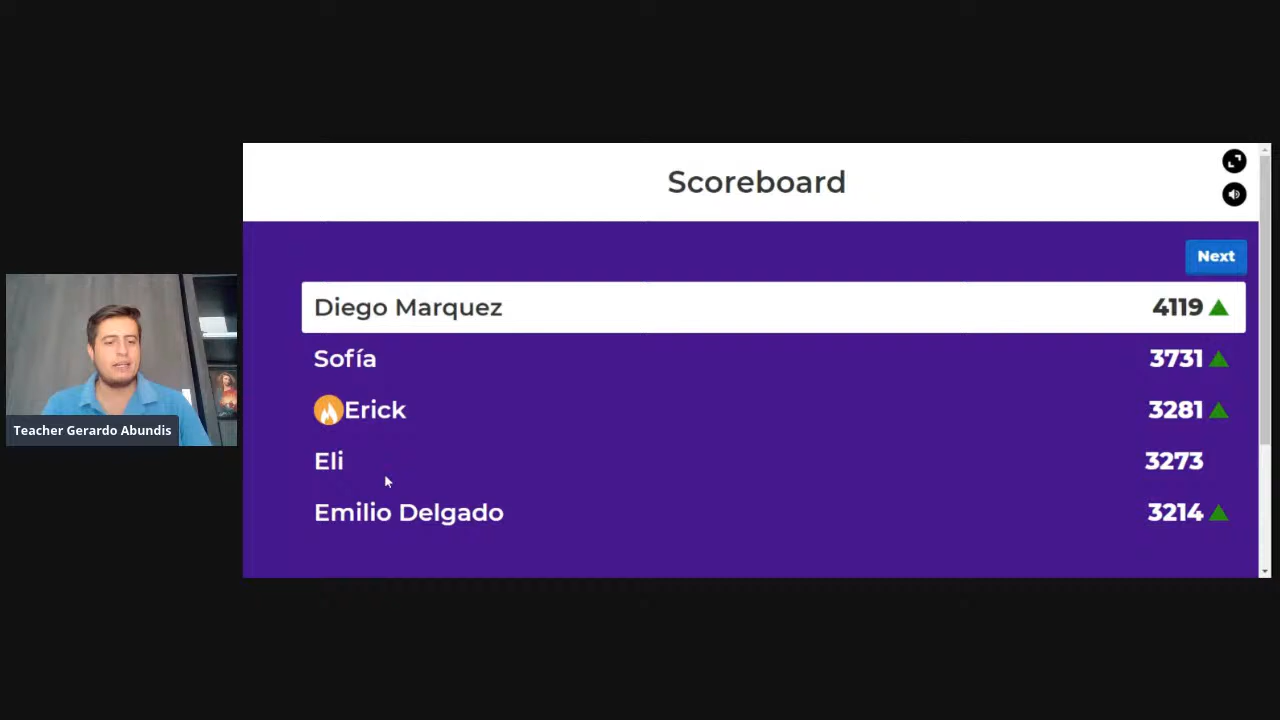 Scoreboard
Next
Diego Marquez 4119
Sofía 3731
Erick 3281
Eli 3273
Emilio Delgado 3214
Teacher Gerardo Abundis